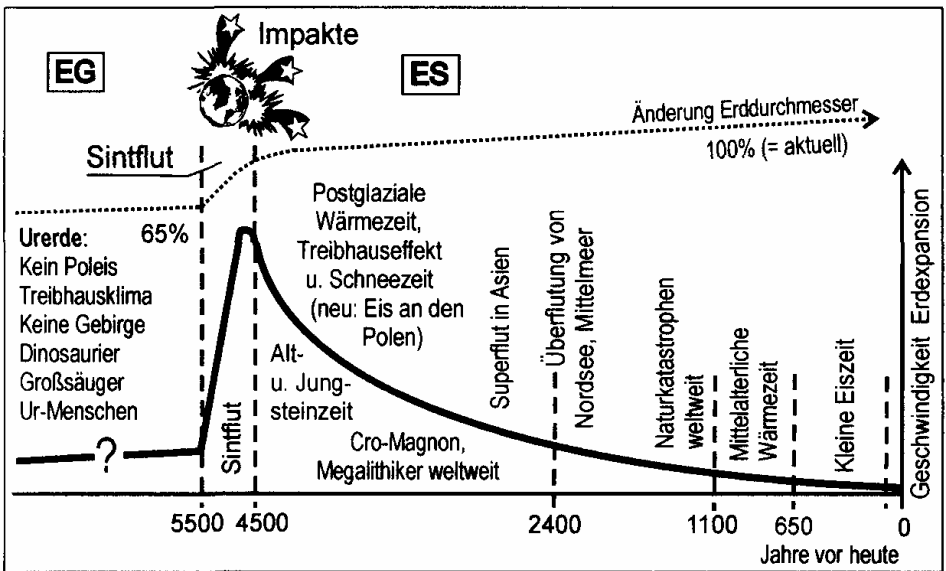 EG
Impakte
ES
Änderung Erddurchmesser
100% (= aktuell)
Sintflut
65%
Urerde:
Kein Poleis
Treibhausklima
Keine Gebirge
Dinosaurier
Großsäuger
Ur-Menschen
?
Sintflut
Postglaziale
Wärmezeit,
Treibhauseffekt
u. Schneezeit
(neu: Eis an den
Polen)
Alt-
u. Jung-
steinzeit
Cro-Magnon,
Megalithiker weltweit
Superflut in Asien
Überflutung von
Nordsee, Mittelmeer
Naturkatastrophen
weltweit
Mittelalterliche
Wärmezeit
Kleine Eiszeit
Geschwindigkeit Erdexpansion
5500 4500 2400 1100 650 0
Jahre vor heute